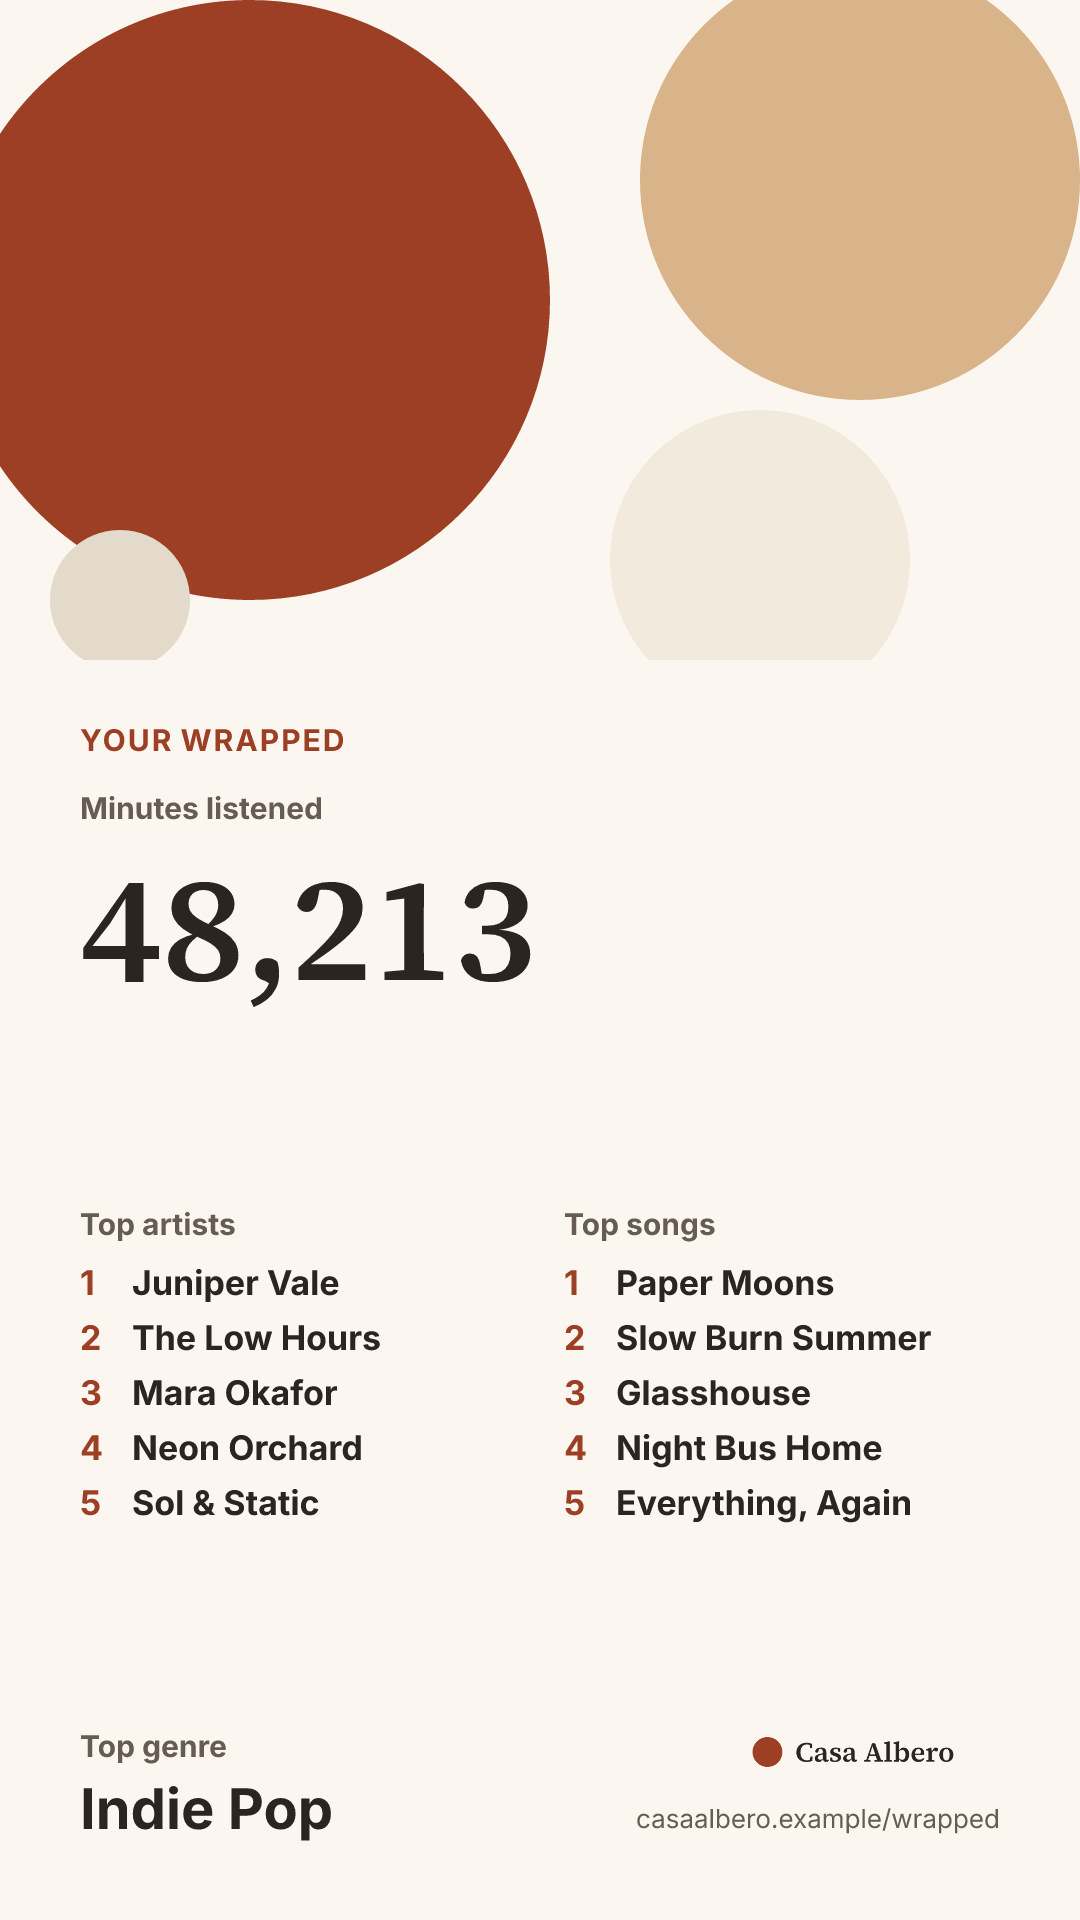 YOUR WRAPPED
Minutes listened
48,213
Top artists
1 Juniper Vale
2 The Low Hours
3 Mara Okafor
4 Neon Orchard
5 Sol & Static
Top songs
1 Paper Moons
2 Slow Burn Summer
3 Glasshouse
4 Night Bus Home
5 Everything, Again
Top genre
Indie Pop
Casa Albero
casaalbero.example/wrapped